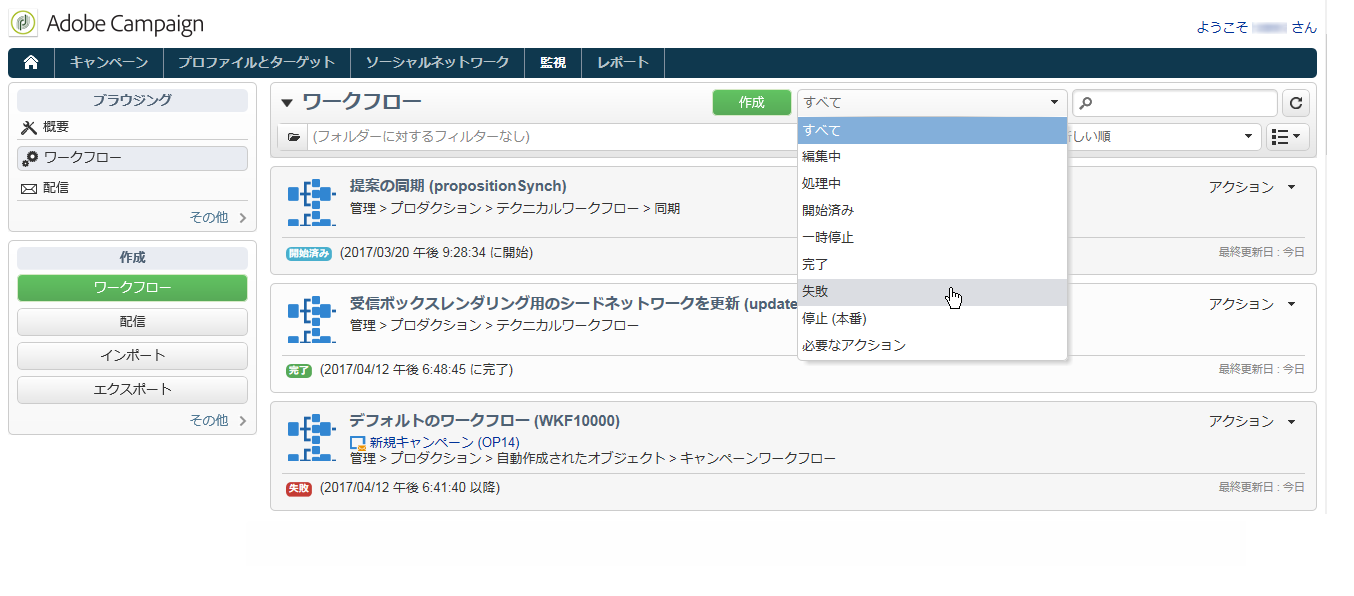 Adobe Campaign
ようこそ さん
キャンペーン プロファイルとターゲット ソーシャルネットワーク 監視 レポート
ブラウジング
概要
ワークフロー
配信
その他
作成
ワークフロー
配信
インポート
エクスポート
その他
ワークフロー 作成 すべて
(フォルダーに対するフィルターなし) しい順
すべて
編集中
処理中
開始済み
一時停止
完了
失敗
停止 (本番)
必要なアクション
提案の同期 (propositionSynch) アクション
管理 > プロダクション > テクニカルワークフロー > 同期
開始済み (2017/03/20 午後 9:28:34 に開始) 最終更新日 : 今日
受信ボックスレンダリング用のシードネットワークを更新 (update アクション
管理 > プロダクション > テクニカルワークフロー
完了 (2017/04/12 午後 6:48:45 に完了) 最終更新日 : 今日
デフォルトのワークフロー (WKF10000) アクション
新規キャンペーン (OP14)
管理 > プロダクション > 自動作成されたオブジェクト > キャンペーンワークフロー
失敗 (2017/04/12 午後 6:41:40 以降) 最終更新日 : 今日